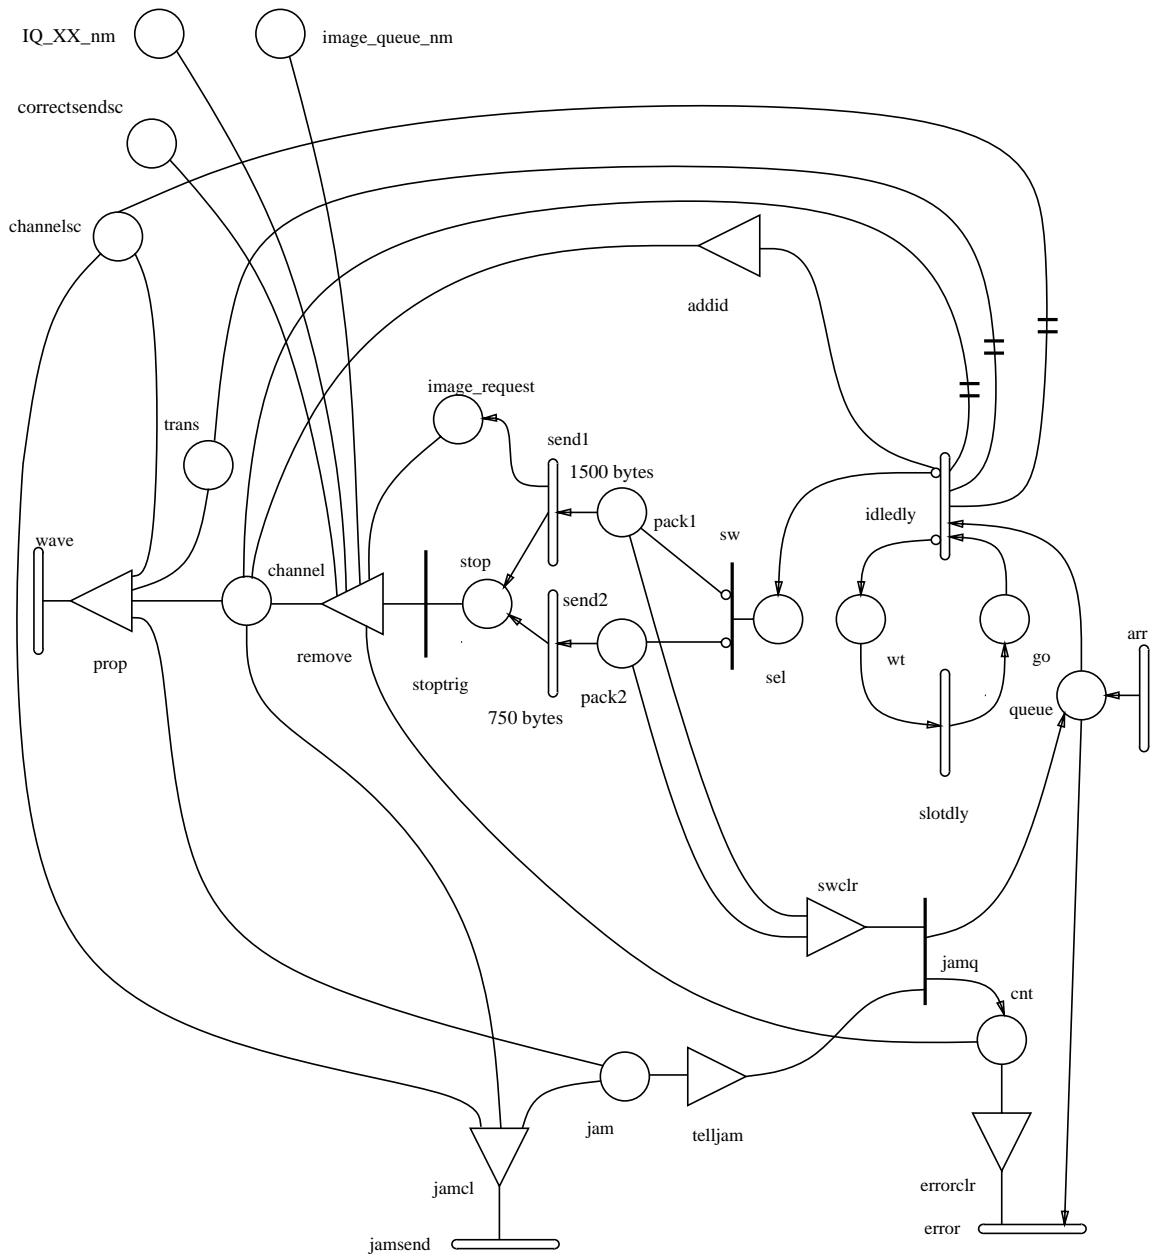 IQ_XX_nm
image_queue_nm
correctsendsc
channelsc
addid
image_request
trans
send1
1500 bytes
idledly
pack1
sw
wave
stop
channel
send2
arr
prop
remove
wt
go
sel
stoptrig
pack2
queue
750 bytes
slotdly
swclr
jamq
cnt
jam
telljam
jamcl
errorclr
error
jamsend